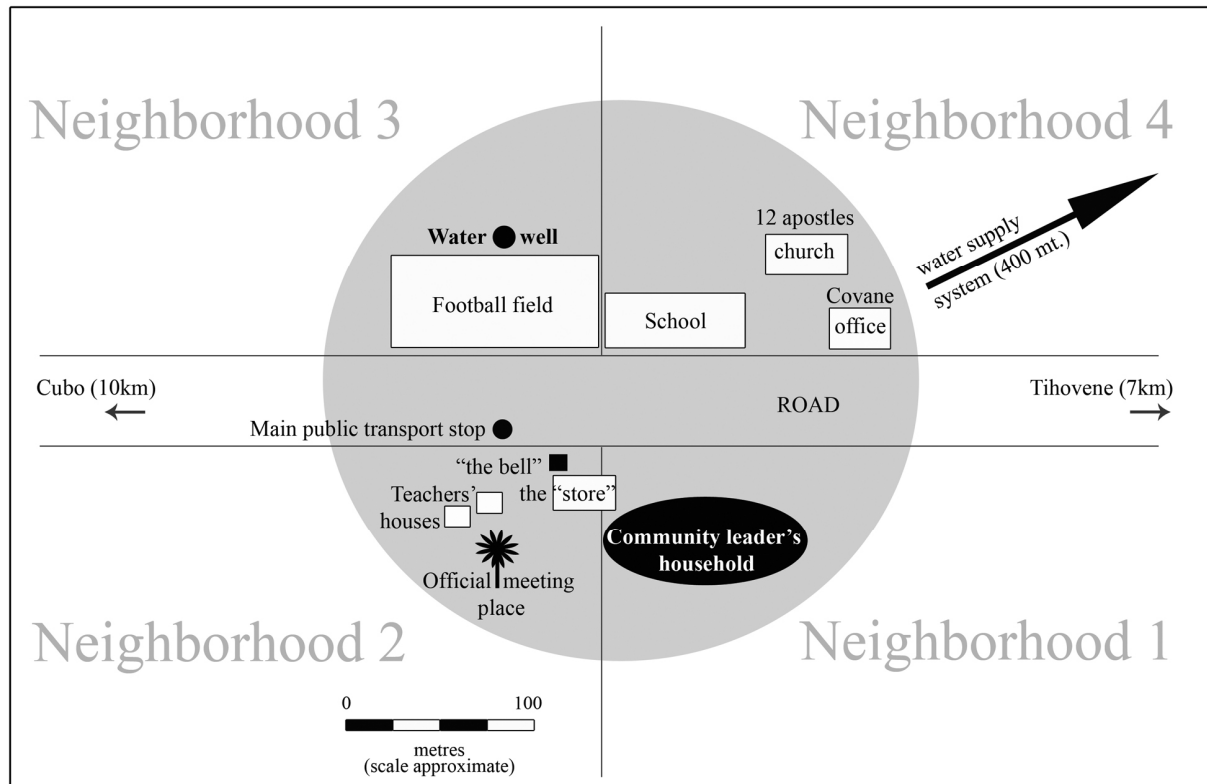 Neighborhood 3
Neighborhood 4
12 apostles
church
water supply
system (400 mt.)
Water well
Football field
School
Covane
office
Cubo (10km)
Tihovene (7km)
ROAD
Main public transport stop
“the bell”
the “store”
Teachers’
houses
Community leader’s
household
Official meeting
place
Neighborhood 2
Neighborhood 1
0 100
metres
(scale approximate)